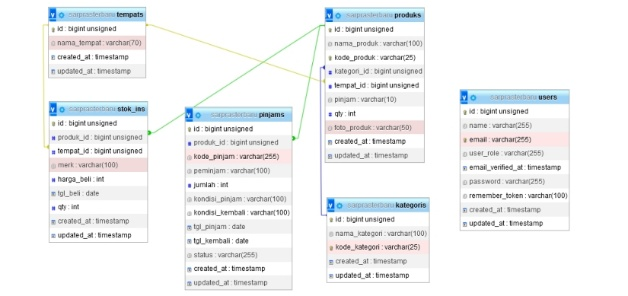 sarprasterbaru tempats
id : bigint unsigned
nama_tempat : varchar(70)
created_at : timestamp
updated_at : timestamp
sarprasterbaru stok_ins
id : bigint unsigned
produk_id : bigint unsigned
tempat_id : bigint unsigned
merk : varchar(100)
harga_beli : int
tgl_beli : date
qty : int
created_at : timestamp
updated_at : timestamp
sarprasterbaru pinjams
id : bigint unsigned
produk_id : bigint unsigned
kode_pinjam : varchar(255)
peminjam : varchar(100)
jumlah : int
kondisi_pinjam : varchar(100)
kondisi_kembali : varchar(100)
tgl_pinjam : date
tgl_kembali : date
status : varchar(255)
created_at : timestamp
updated_at : timestamp
sarprasterbaru produks
id : bigint unsigned
nama_produk : varchar(100)
kode_produk : varchar(25)
kategori_id : bigint unsigned
tempat_id : bigint unsigned
pinjam : varchar(10)
qty : int
foto_produk : varchar(50)
created_at : timestamp
updated_at : timestamp
sarprasterbaru kategoris
id : bigint unsigned
nama_kategori : varchar(100)
kode_kategori : varchar(25)
created_at : timestamp
updated_at : timestamp
sarprasterbaru users
id : bigint unsigned
name : varchar(255)
email : varchar(255)
user_role : varchar(255)
email_verified_at : timestamp
password : varchar(255)
remember_token : varchar(100)
created_at : timestamp
updated_at : timestamp